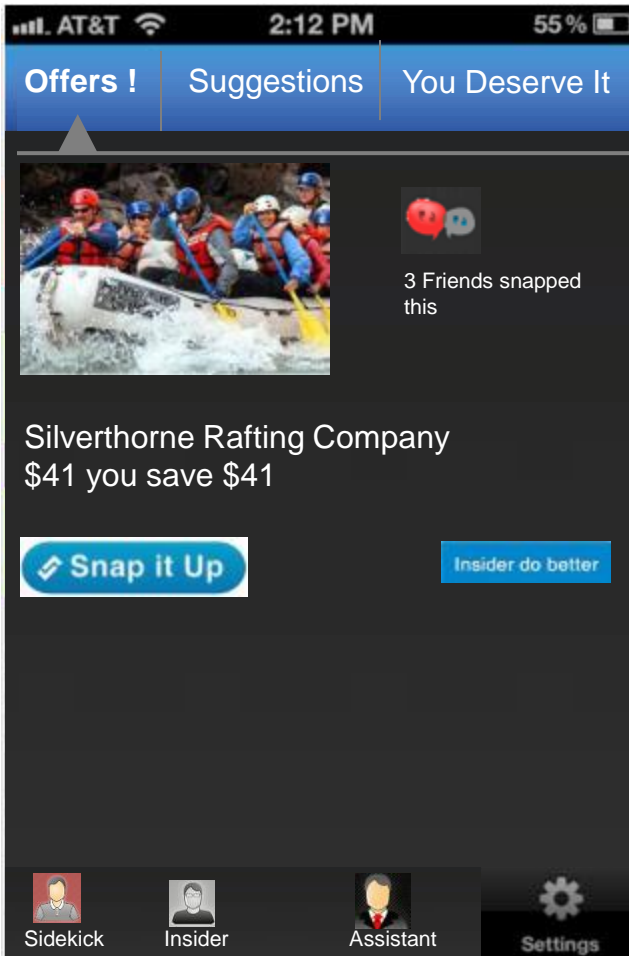 AT&T 2:12 PM 55%
Offers ! Suggestions You Deserve It
3 Friends snapped
this
Silverthorne Rafting Company
$41 you save $41
Snap it Up Insider do better
Sidekick Insider Assistant Settings